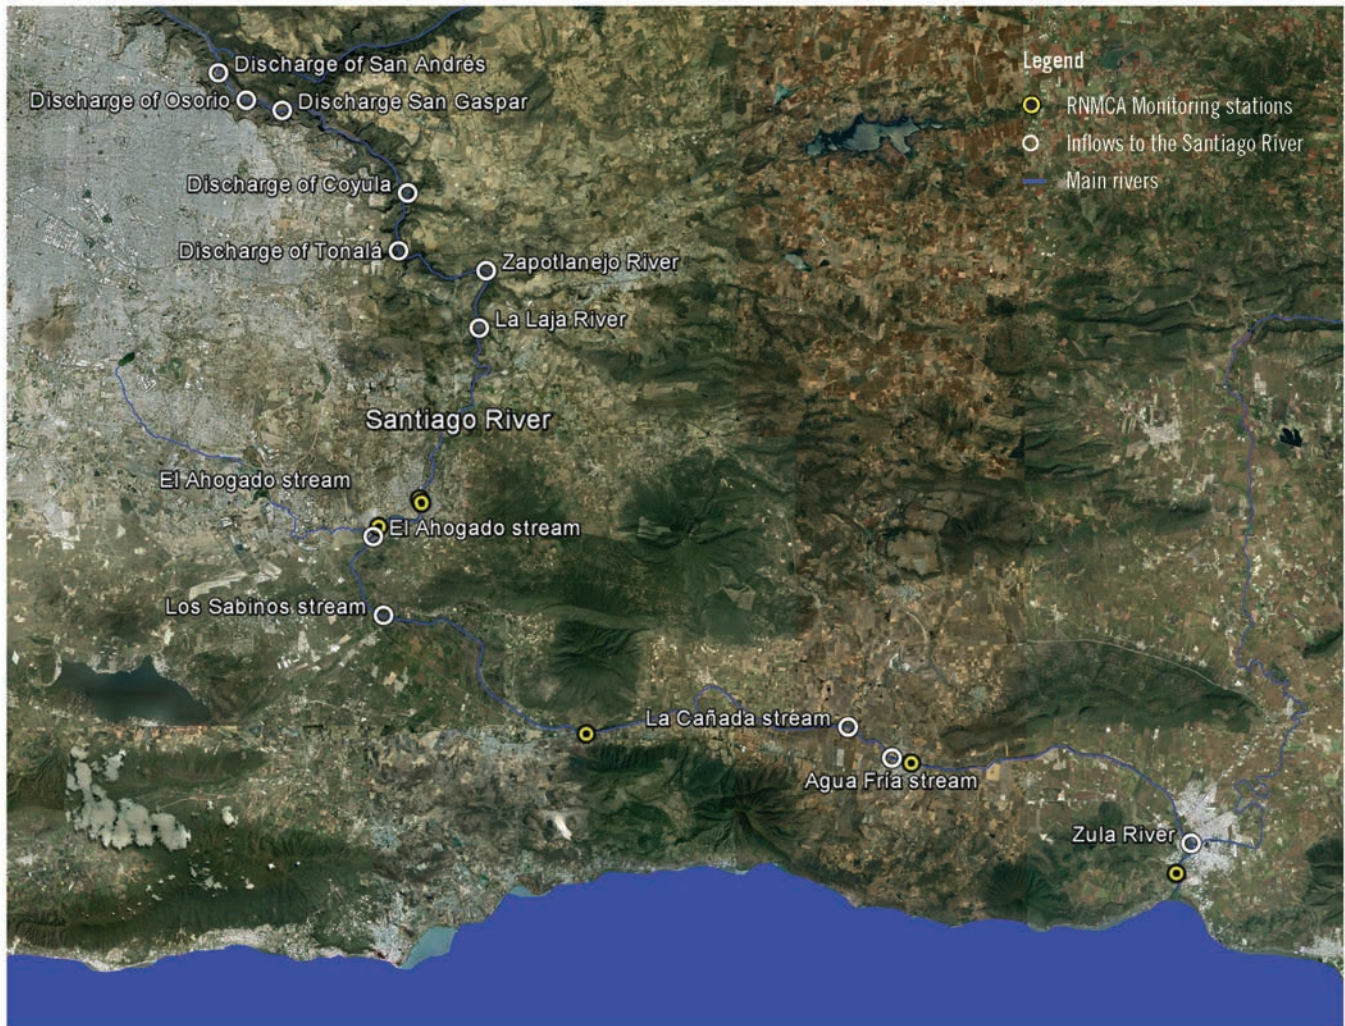 Discharge of San Andrés
Discharge of Osorio
Discharge San Gaspar
Legend
RNMCA Monitoring stations
Inflows to the Santiago River
Main rivers
Discharge of Coyula
Discharge of Tonalá
Zapotlanejo River
La Laja River
Santiago River
El Ahogado stream
El Ahogado stream
Los Sabinos stream
La Cañada stream
Agua Fría stream
Zula River